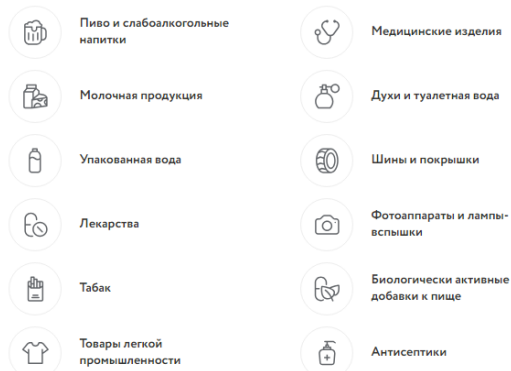 Пиво и слабоалкогольные
напитки
Медицинские изделия
Молочная продукция
Духи и туалетная вода
Упакованная вода
Шины и покрышки
Лекарства
Фотоаппараты и лампы-
вспышки
Табак
Биологически активные
добавки к пище
Товары легкой
промышленности
Антисептики